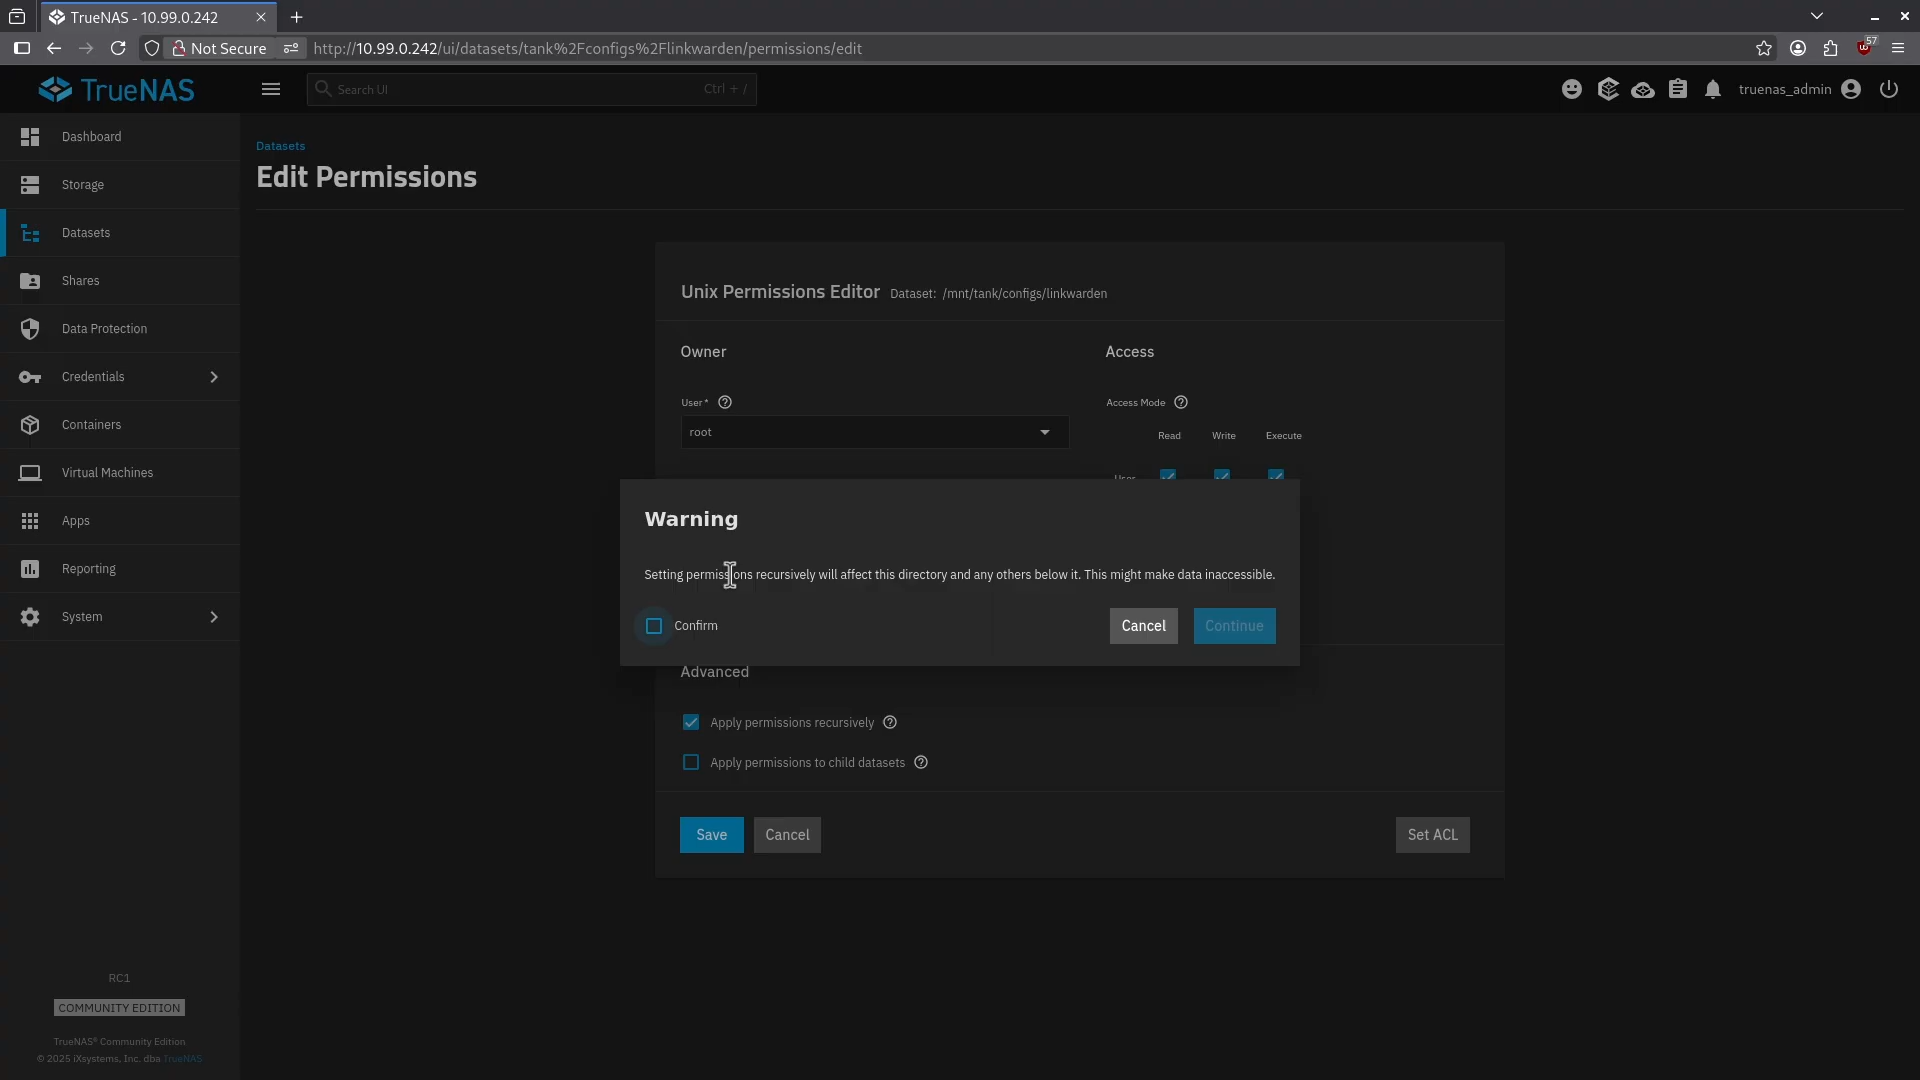 TrueNAS - 10.99.0.242
Not Secure
http://10.99.0.242/ui/datasets/tank%2Fconfigs%2Flinkwarden/permissions/edit
57
TrueNAS
Search UI
Ctrl + /
truenas_admin
Dashboard
Storage
Datasets
Shares
Data Protection
Credentials
Containers
Virtual Machines
Apps
Reporting
System
RC1
COMMUNITY EDITION
TrueNAS® Community Edition
© 2025 iXsystems, Inc. dba TrueNAS
Datasets
Edit Permissions
Unix Permissions Editor Dataset: /mnt/tank/configs/linkwarden
Owner
User*
root
Access
Access Mode
Read Write Execute
User
Warning
Setting permissions recursively will affect this directory and any others below it. This might make data inaccessible.
Confirm
Cancel
Continue
Advanced
Apply permissions recursively
Apply permissions to child datasets
Save
Cancel
Set ACL